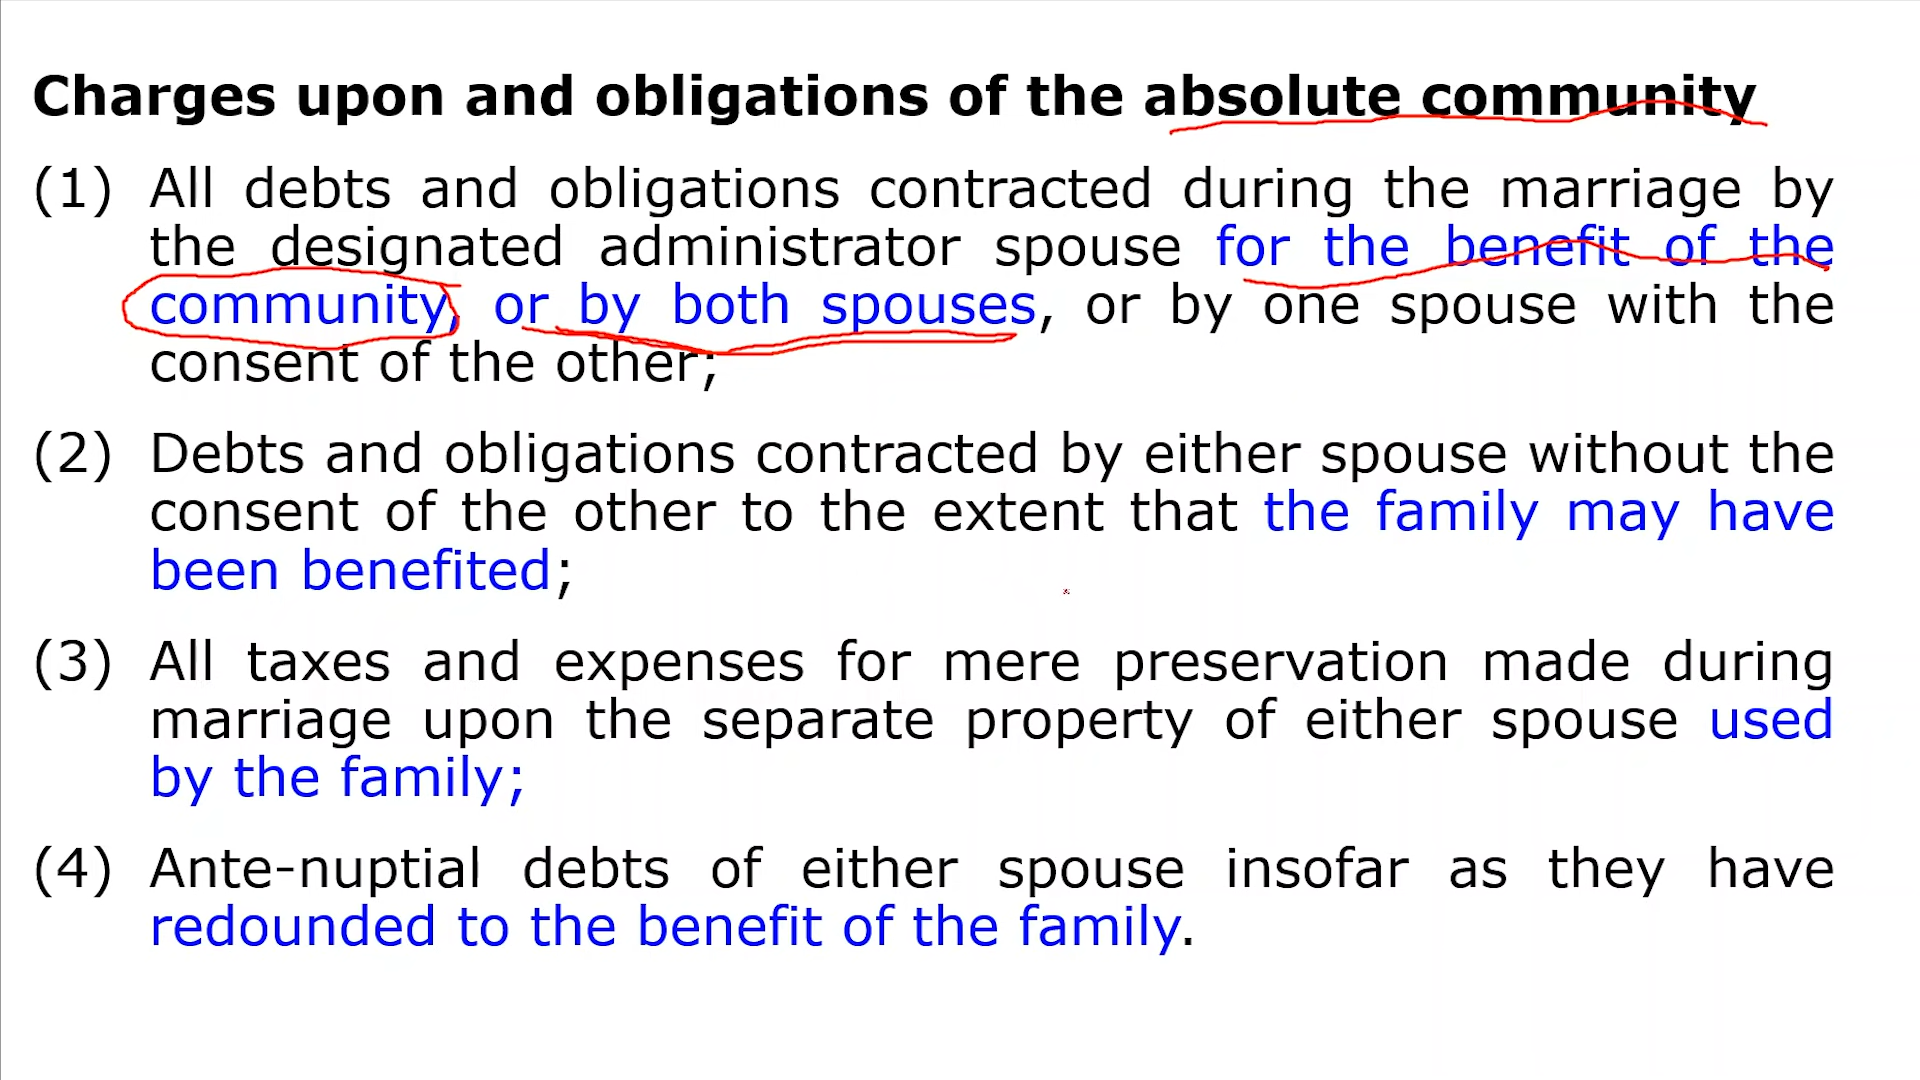 Charges upon and obligations of the absolute community
(1) All debts and obligations contracted during the marriage by
the designated administrator spouse for the benefit of the
community, or by both spouses, or by one spouse with the
consent of the other;
(2) Debts and obligations contracted by either spouse without the
consent of the other to the extent that the family may have
been benefited;
(3) All taxes and expenses for mere preservation made during
marriage upon the separate property of either spouse used
by the family;
(4) Ante-nuptial debts of either spouse insofar as they have
redounded to the benefit of the family.